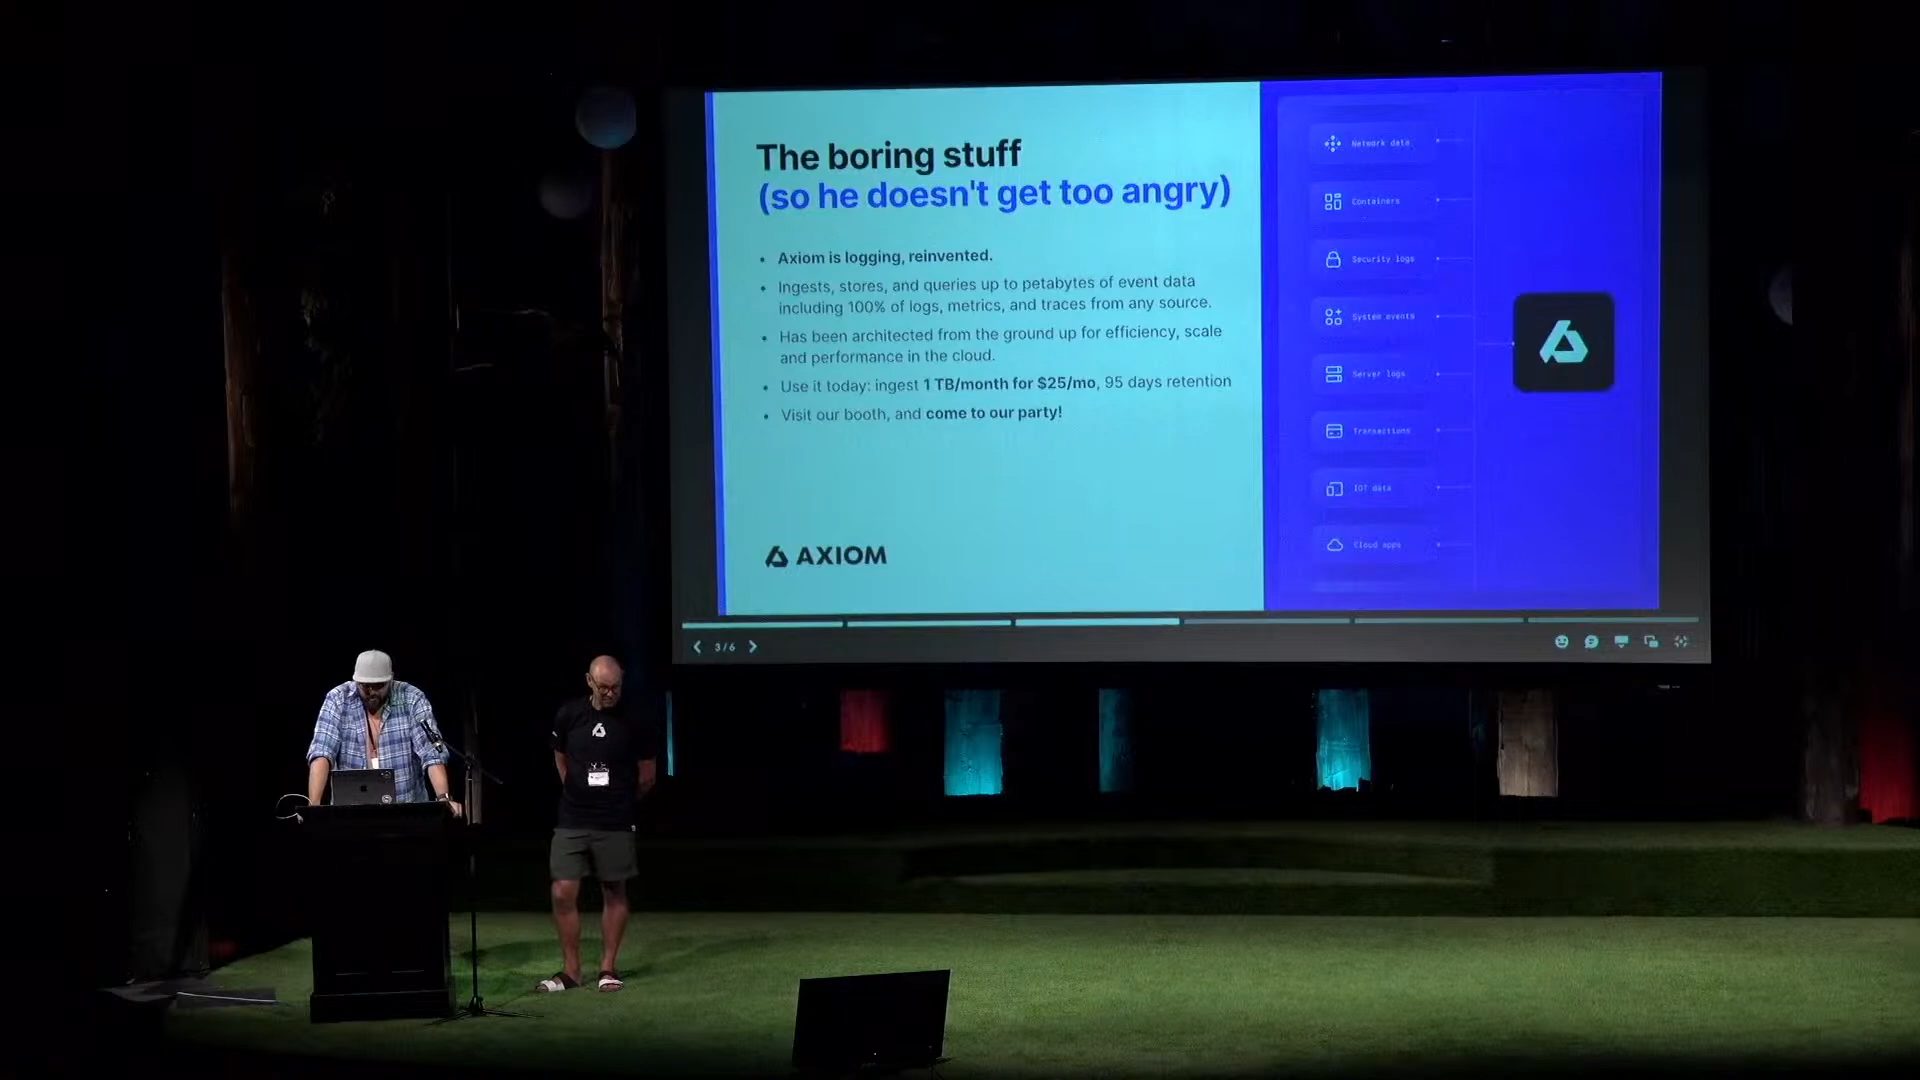 The boring stuff
(so he doesn't get too angry)
• Axiom is logging, reinvented.
• Ingests, stores, and queries up to petabytes of event data
including 100% of logs, metrics, and traces from any source.
• Has been architected from the ground up for efficiency, scale
and performance in the cloud.
• Use it today: ingest 1 TB/month for $25/mo, 95 days retention
• Visit our booth, and come to our party!
AXIOM
Network data
Containers
Security logs
System events
Server logs
Transactions
IOT data
Cloud apps
3/6